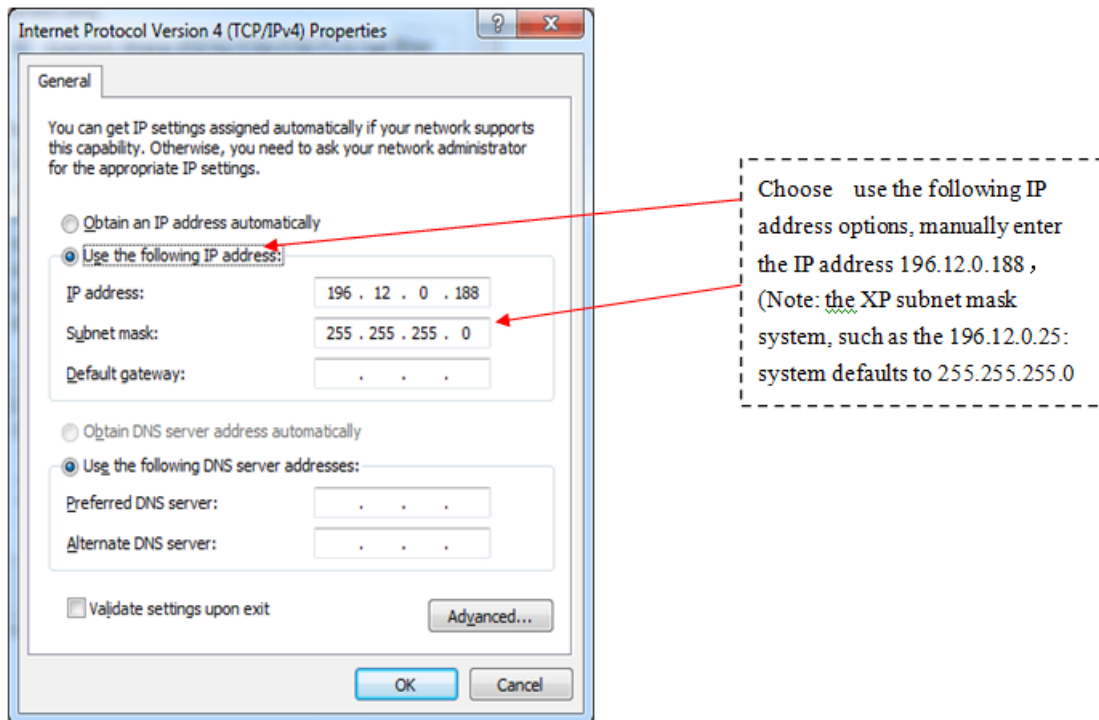 Internet Protocol Version 4 (TCP/IPv4) Properties
General
You can get IP settings assigned automatically if your network supports
this capability. Otherwise, you need to ask your network administrator
for the appropriate IP settings.
Obtain an IP address automatically
Use the following IP address:
IP address:
196 . 12 . 0 . 188
Subnet mask:
255 . 255 . 255 . 0
Default gateway:
. . .
Obtain DNS server address automatically
Use the following DNS server addresses:
Preferred DNS server:
. . .
Alternate DNS server:
. . .
Validate settings upon exit
Advanced...
OK
Cancel
Choose use the following IP
address options, manually enter
the IP address 196.12.0.188，
(Note: the XP subnet mask
system, such as the 196.12.0.25:
system defaults to 255.255.255.0